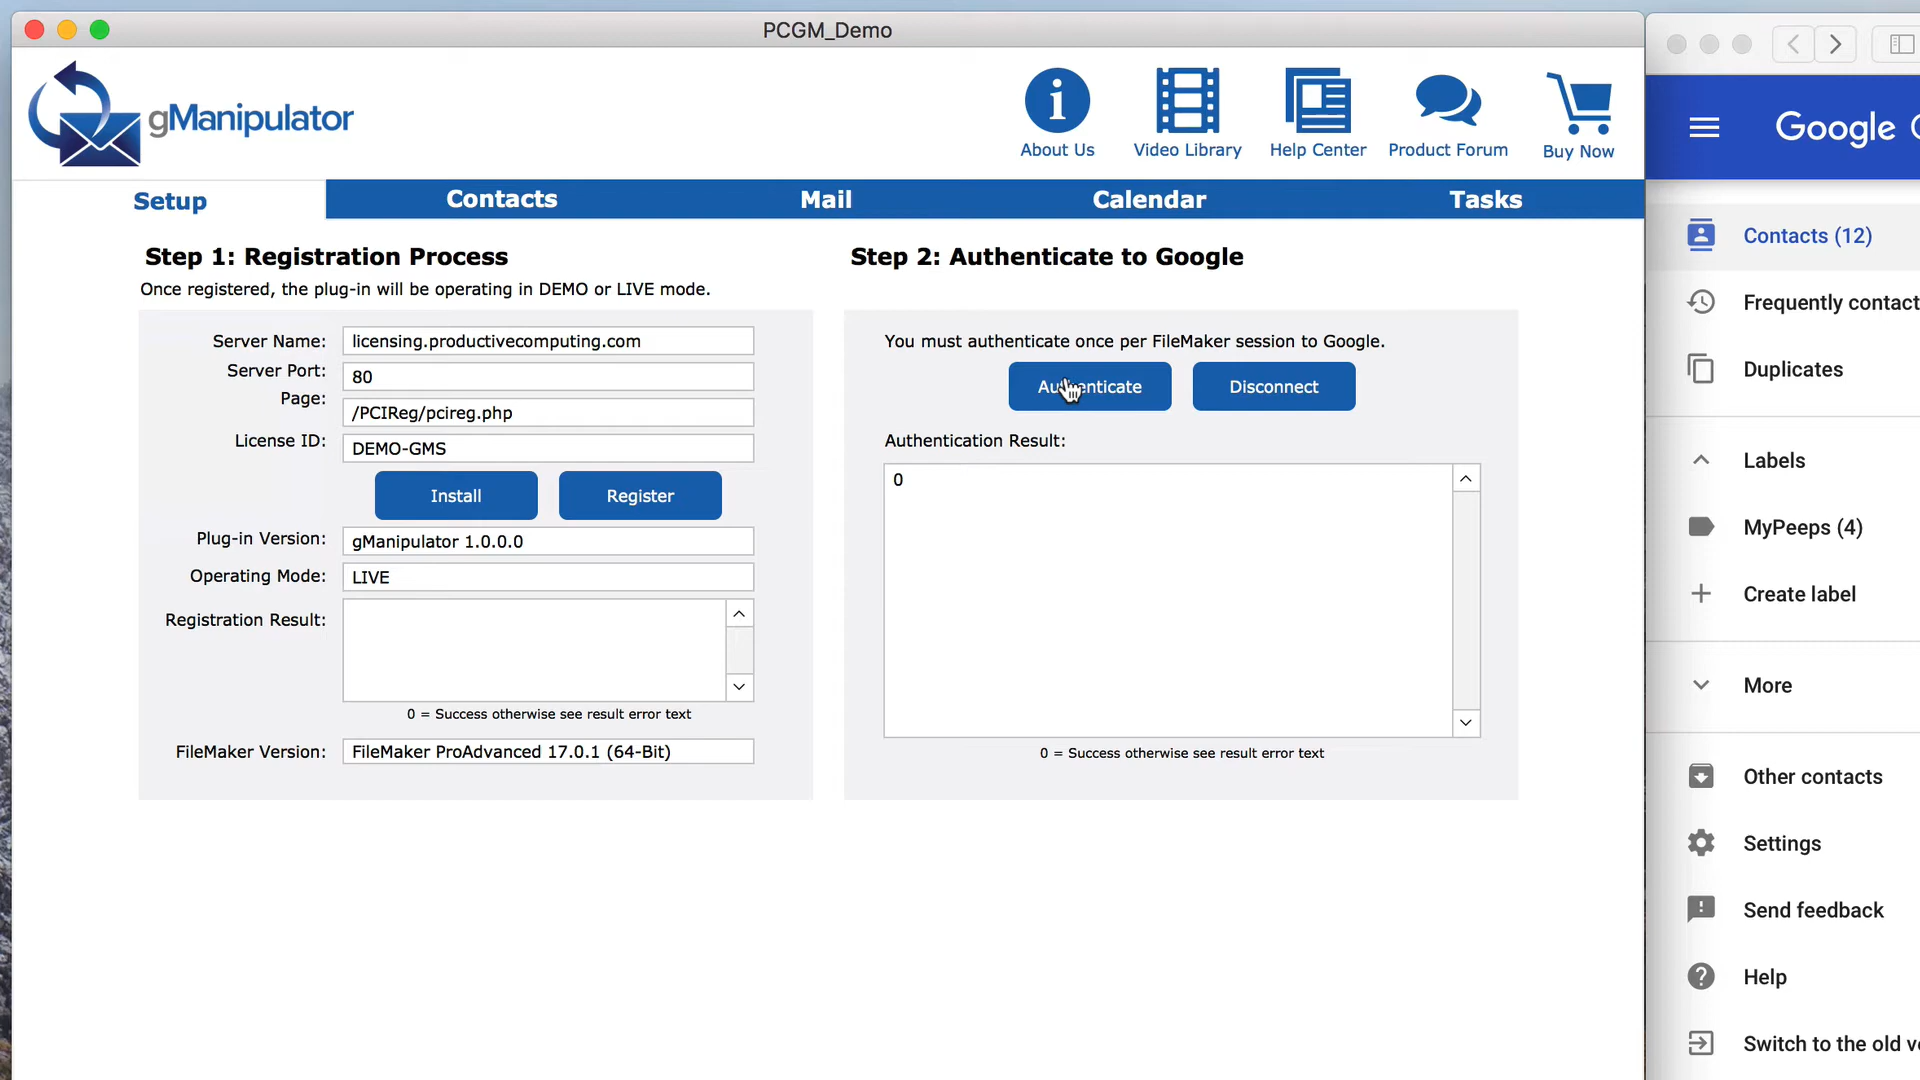 PCGM_Demo
gManipulator
About Us
Video Library
Help Center
Product Forum
Buy Now
Setup
Contacts
Mail
Calendar
Tasks
Step 1: Registration Process
Once registered, the plug-in will be operating in DEMO or LIVE mode.
Server Name: licensing.productivecomputing.com
Server Port: 80
Page: /PCIReg/pcireg.php
License ID: DEMO-GMS
Install
Register
Plug-in Version: gManipulator 1.0.0.0
Operating Mode: LIVE
Registration Result:
0 = Success otherwise see result error text
FileMaker Version: FileMaker ProAdvanced 17.0.1 (64-Bit)
Step 2: Authenticate to Google
You must authenticate once per FileMaker session to Google.
Authenticate
Disconnect
Authentication Result:
0
0 = Success otherwise see result error text
Google
Contacts (12)
Frequently contact
Duplicates
Labels
MyPeeps (4)
Create label
More
Other contacts
Settings
Send feedback
Help
Switch to the old